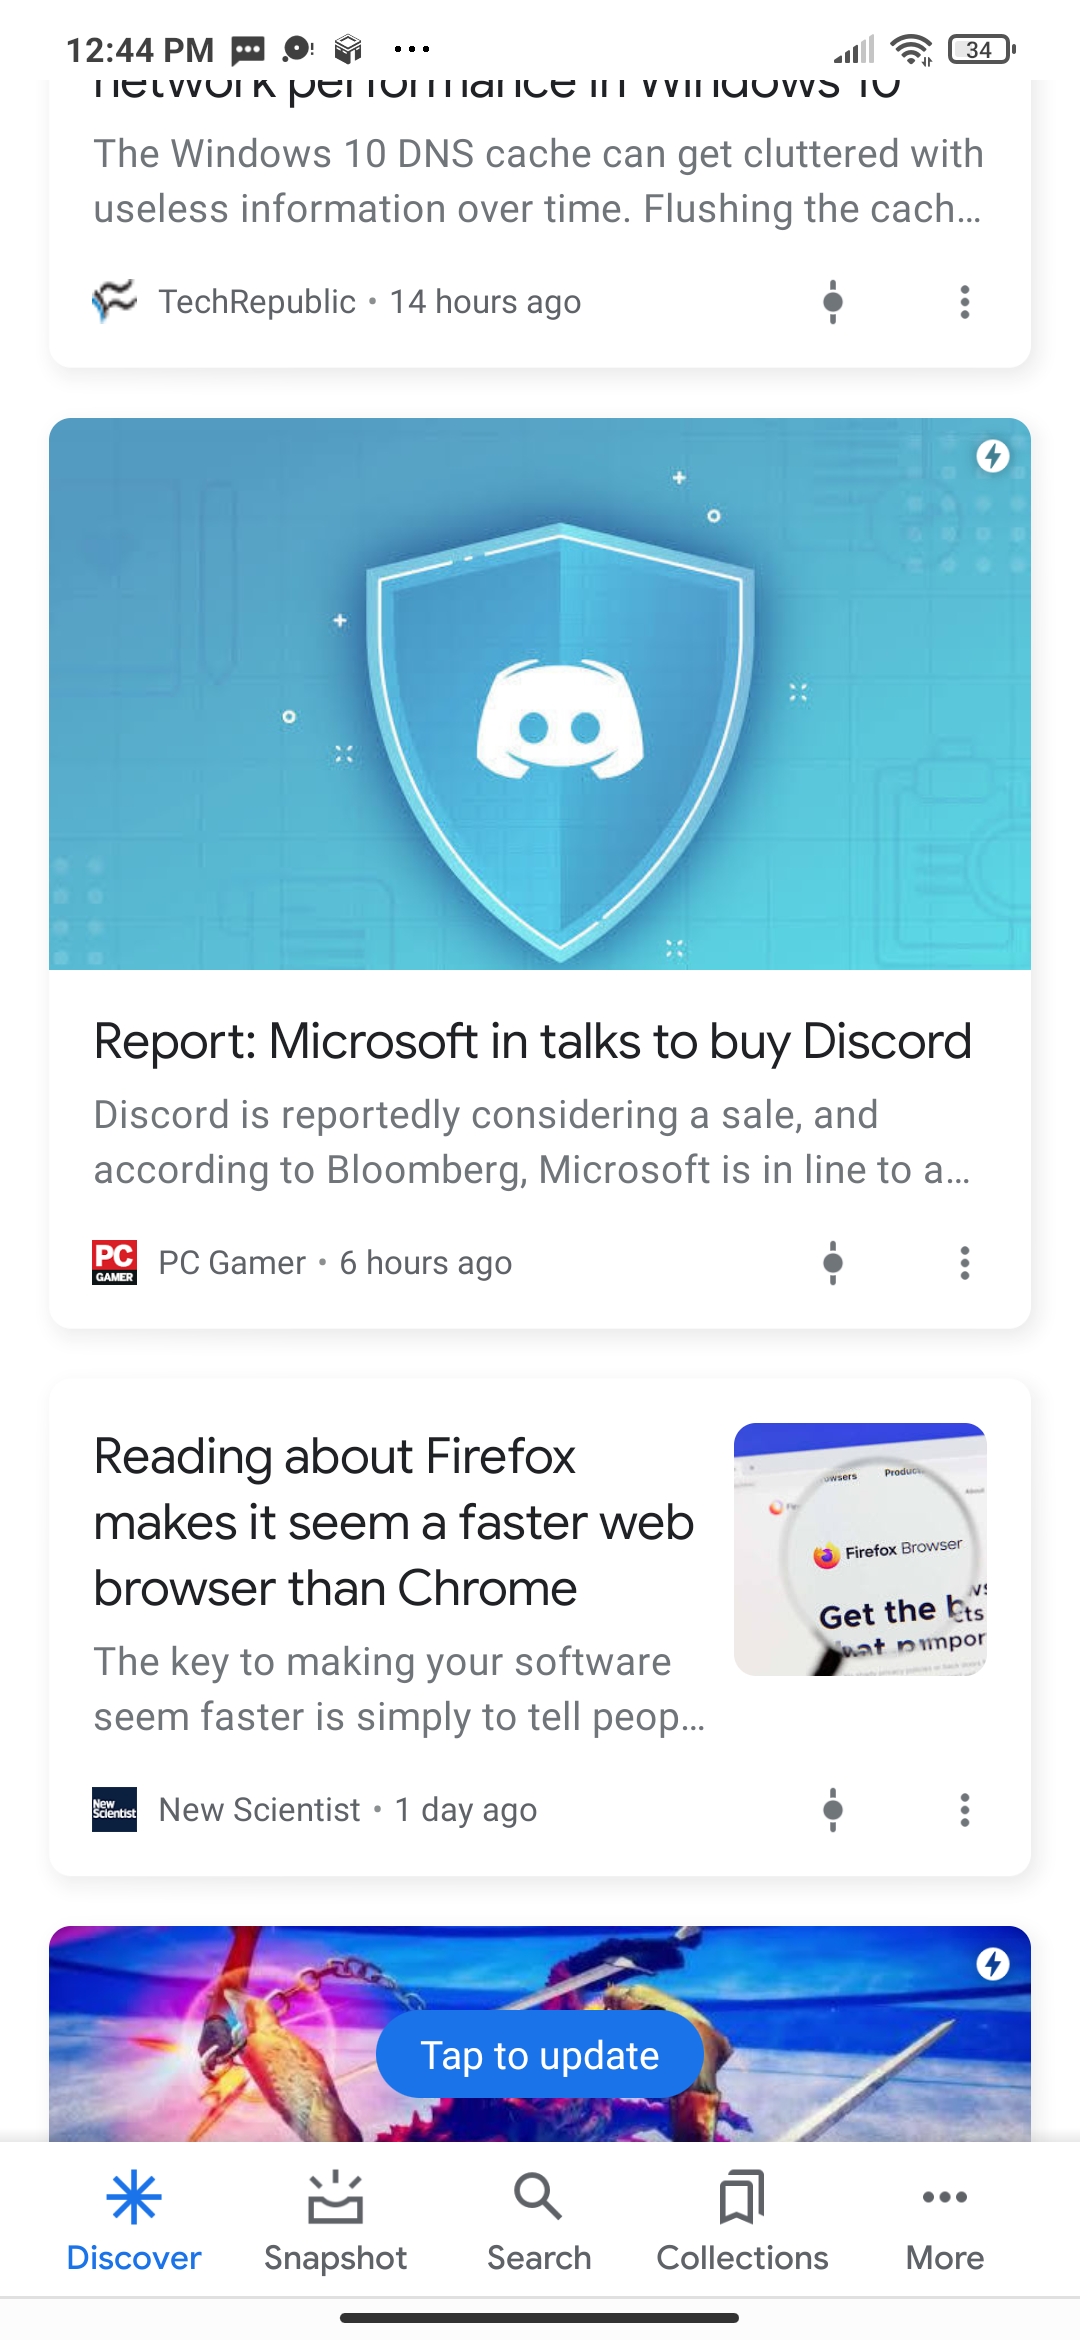 12:44 PM
34
network performance in Windows 10
The Windows 10 DNS cache can get cluttered with
useless information over time. Flushing the cach...
TechRepublic • 14 hours ago
Report: Microsoft in talks to buy Discord
Discord is reportedly considering a sale, and
according to Bloomberg, Microsoft is in line to a...
PC
GAMER
PC Gamer • 6 hours ago
Reading about Firefox
makes it seem a faster web
browser than Chrome
Firefox Browser
Get the
The key to making your software
seem faster is simply to tell peop...
New
Scientist
New Scientist • 1 day ago
Tap to update
Discover
Snapshot
Search
Collections
More